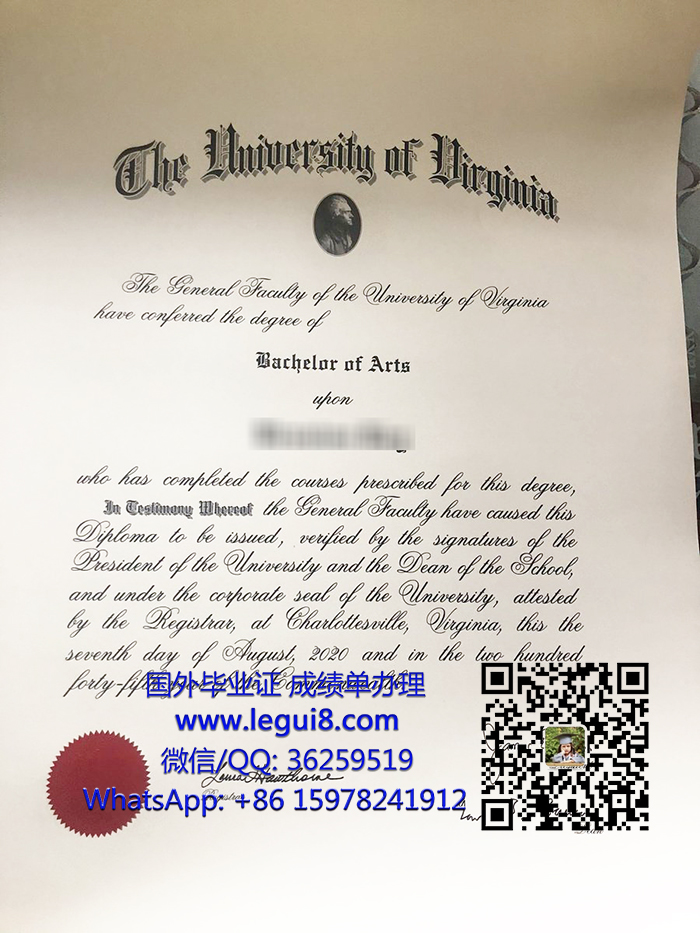 The University of Virginia
The General Faculty of the University of Virginia
have conferred the degree of
Bachelor of Arts
upon
who has completed the courses prescribed for this degree,
In Testimony Whereof the General Faculty have caused this
Diploma to be issued, verified by the signatures of the
President of the University and the Dean of the School,
and under the corporate seal of the University, attested
by the Registrar, at Charlottesville, Virginia, this the
seventh day of August, 2020 and in the two hundred
forty-fifth
国外毕业证 成绩单办理
www.legui8.com
微信/QQ: 36259519
WhatsApp: +86 15978241912
Registrar
Dean